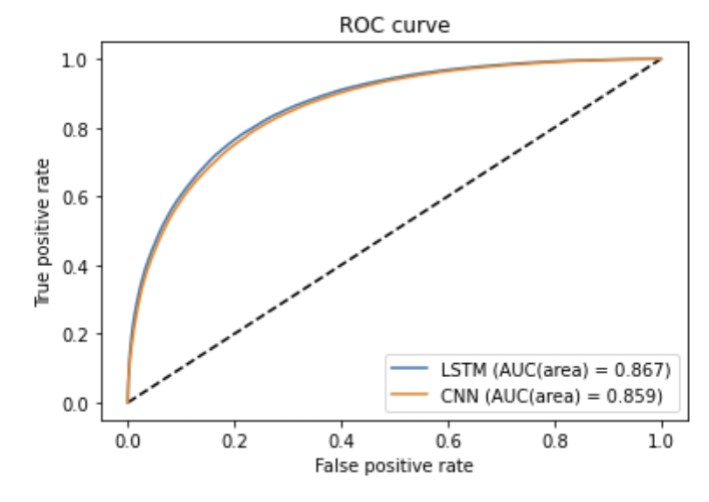 ROC curve
1.0
0.8
0.6
0.4
0.2
0.0
True positive rate
LSTM (AUC(area) = 0.867)
CNN (AUC(area) = 0.859)
0.0 0.2 0.4 0.6 0.8 1.0
False positive rate